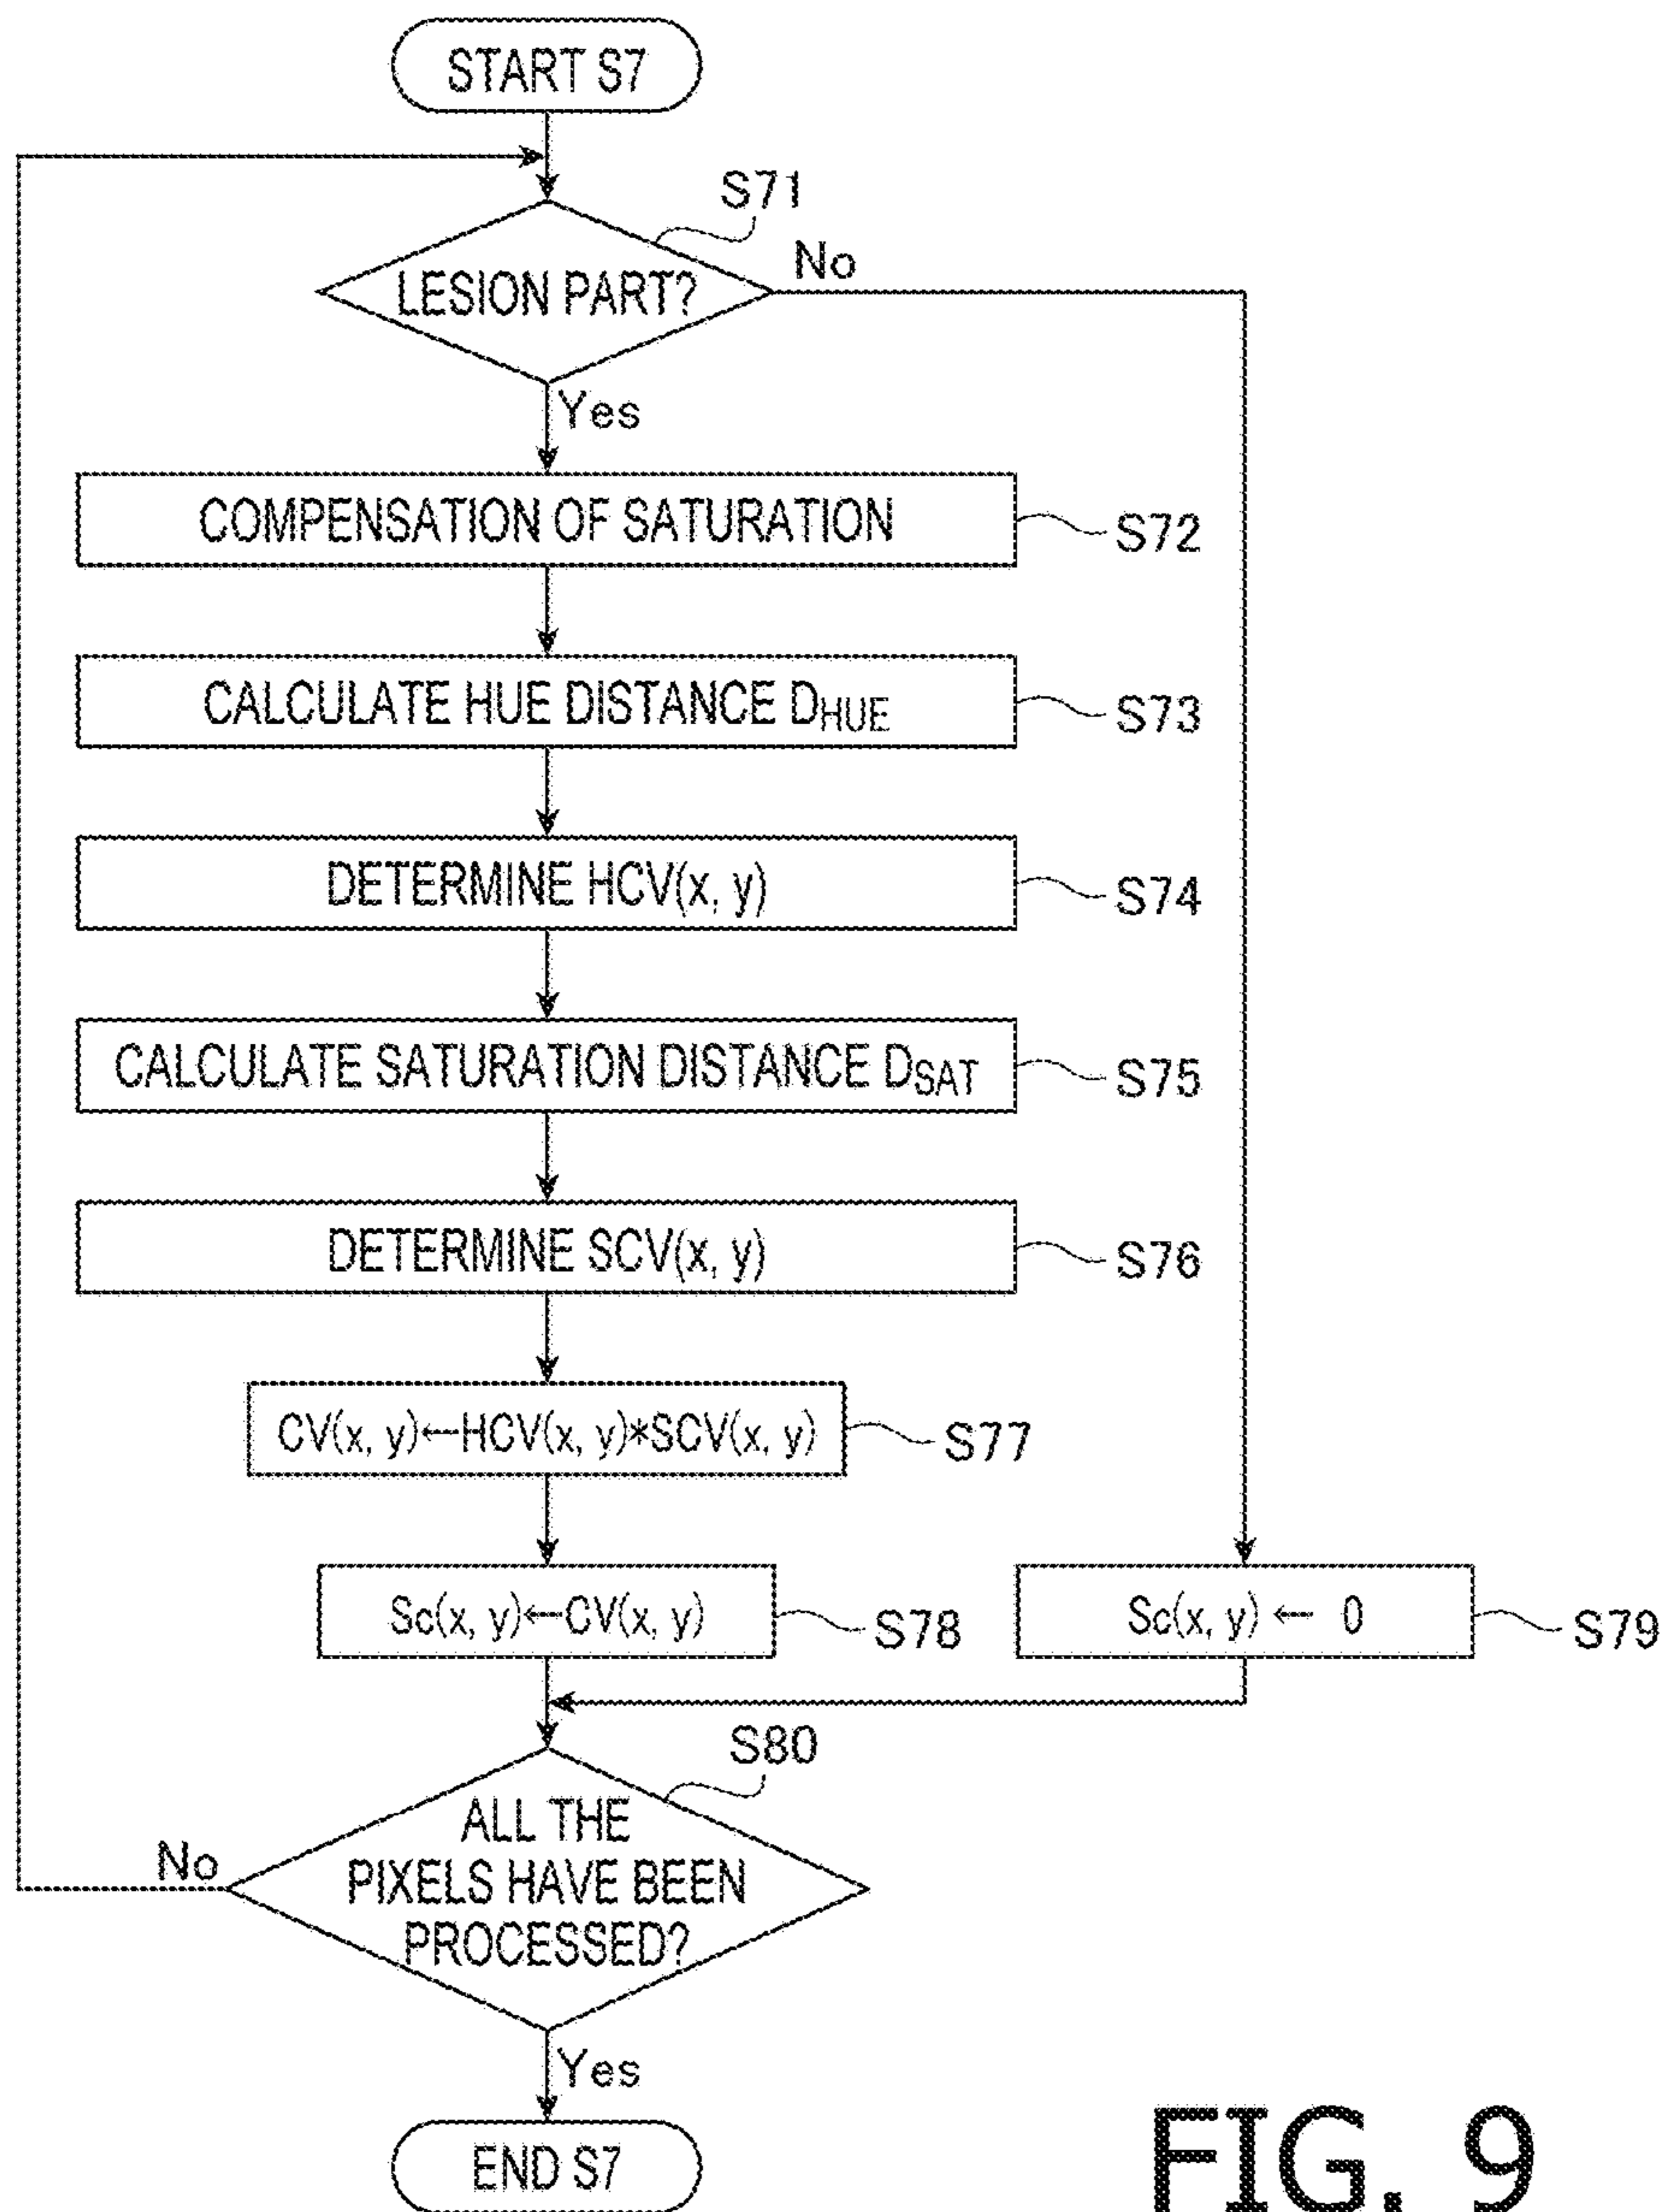 START S7
S71
LESION PART?
No
Yes
COMPENSATION OF SATURATION
S72
CALCULATE HUE DISTANCE DHUE
S73
DETERMINE HCV(x, y)
S74
CALCULATE SATURATION DISTANCE DSAT
S75
DETERMINE SCV(x, y)
S76
CV(x, y)←HCV(x, y)*SCV(x, y)
S77
Sc(x, y)←CV(x, y)
S78
Sc(x, y) ← 0
S79
S80
ALL THE
PIXELS HAVE BEEN
PROCESSED?
No
Yes
END S7
FIG. 9